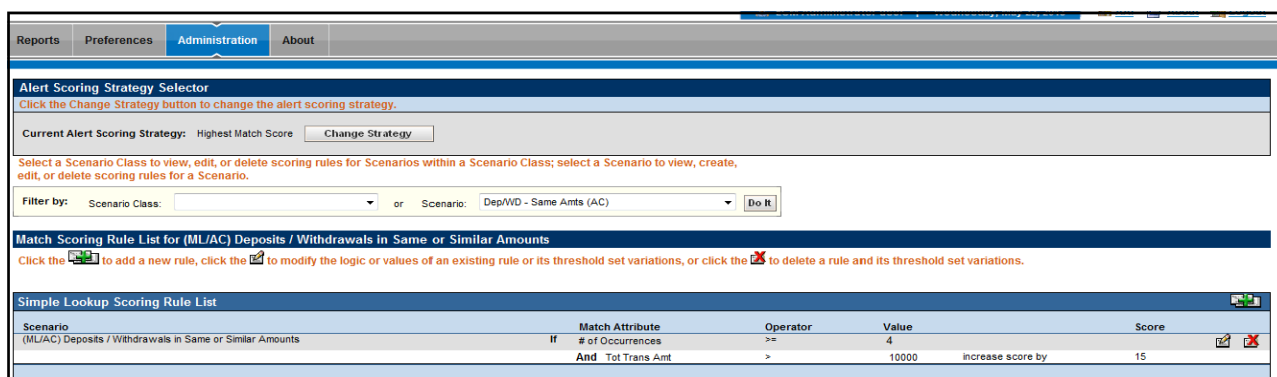 Reports Preferences Administration About
Alert Scoring Strategy Selector
Click the Change Strategy button to change the alert scoring strategy.
Current Alert Scoring Strategy: Highest Match Score Change Strategy
Select a Scenario Class to view, edit, or delete scoring rules for Scenarios within a Scenario Class; select a Scenario to view, create,
edit, or delete scoring rules for a Scenario.
Filter by: Scenario Class: or Scenario: Dep/WD - Same Amts (AC) Do It
Match Scoring Rule List for (ML/AC) Deposits / Withdrawals in Same or Similar Amounts
Click the to add a new rule, click the to modify the logic or values of an existing rule or its threshold set variations, or click the to delete a rule and its threshold set variations.
Simple Lookup Scoring Rule List
Scenario Match Attribute Operator Value Score
(ML/AC) Deposits / Withdrawals in Same or Similar Amounts If # of Occurrences >= 4
And Tot Trans Amt > 10000 increase score by 15